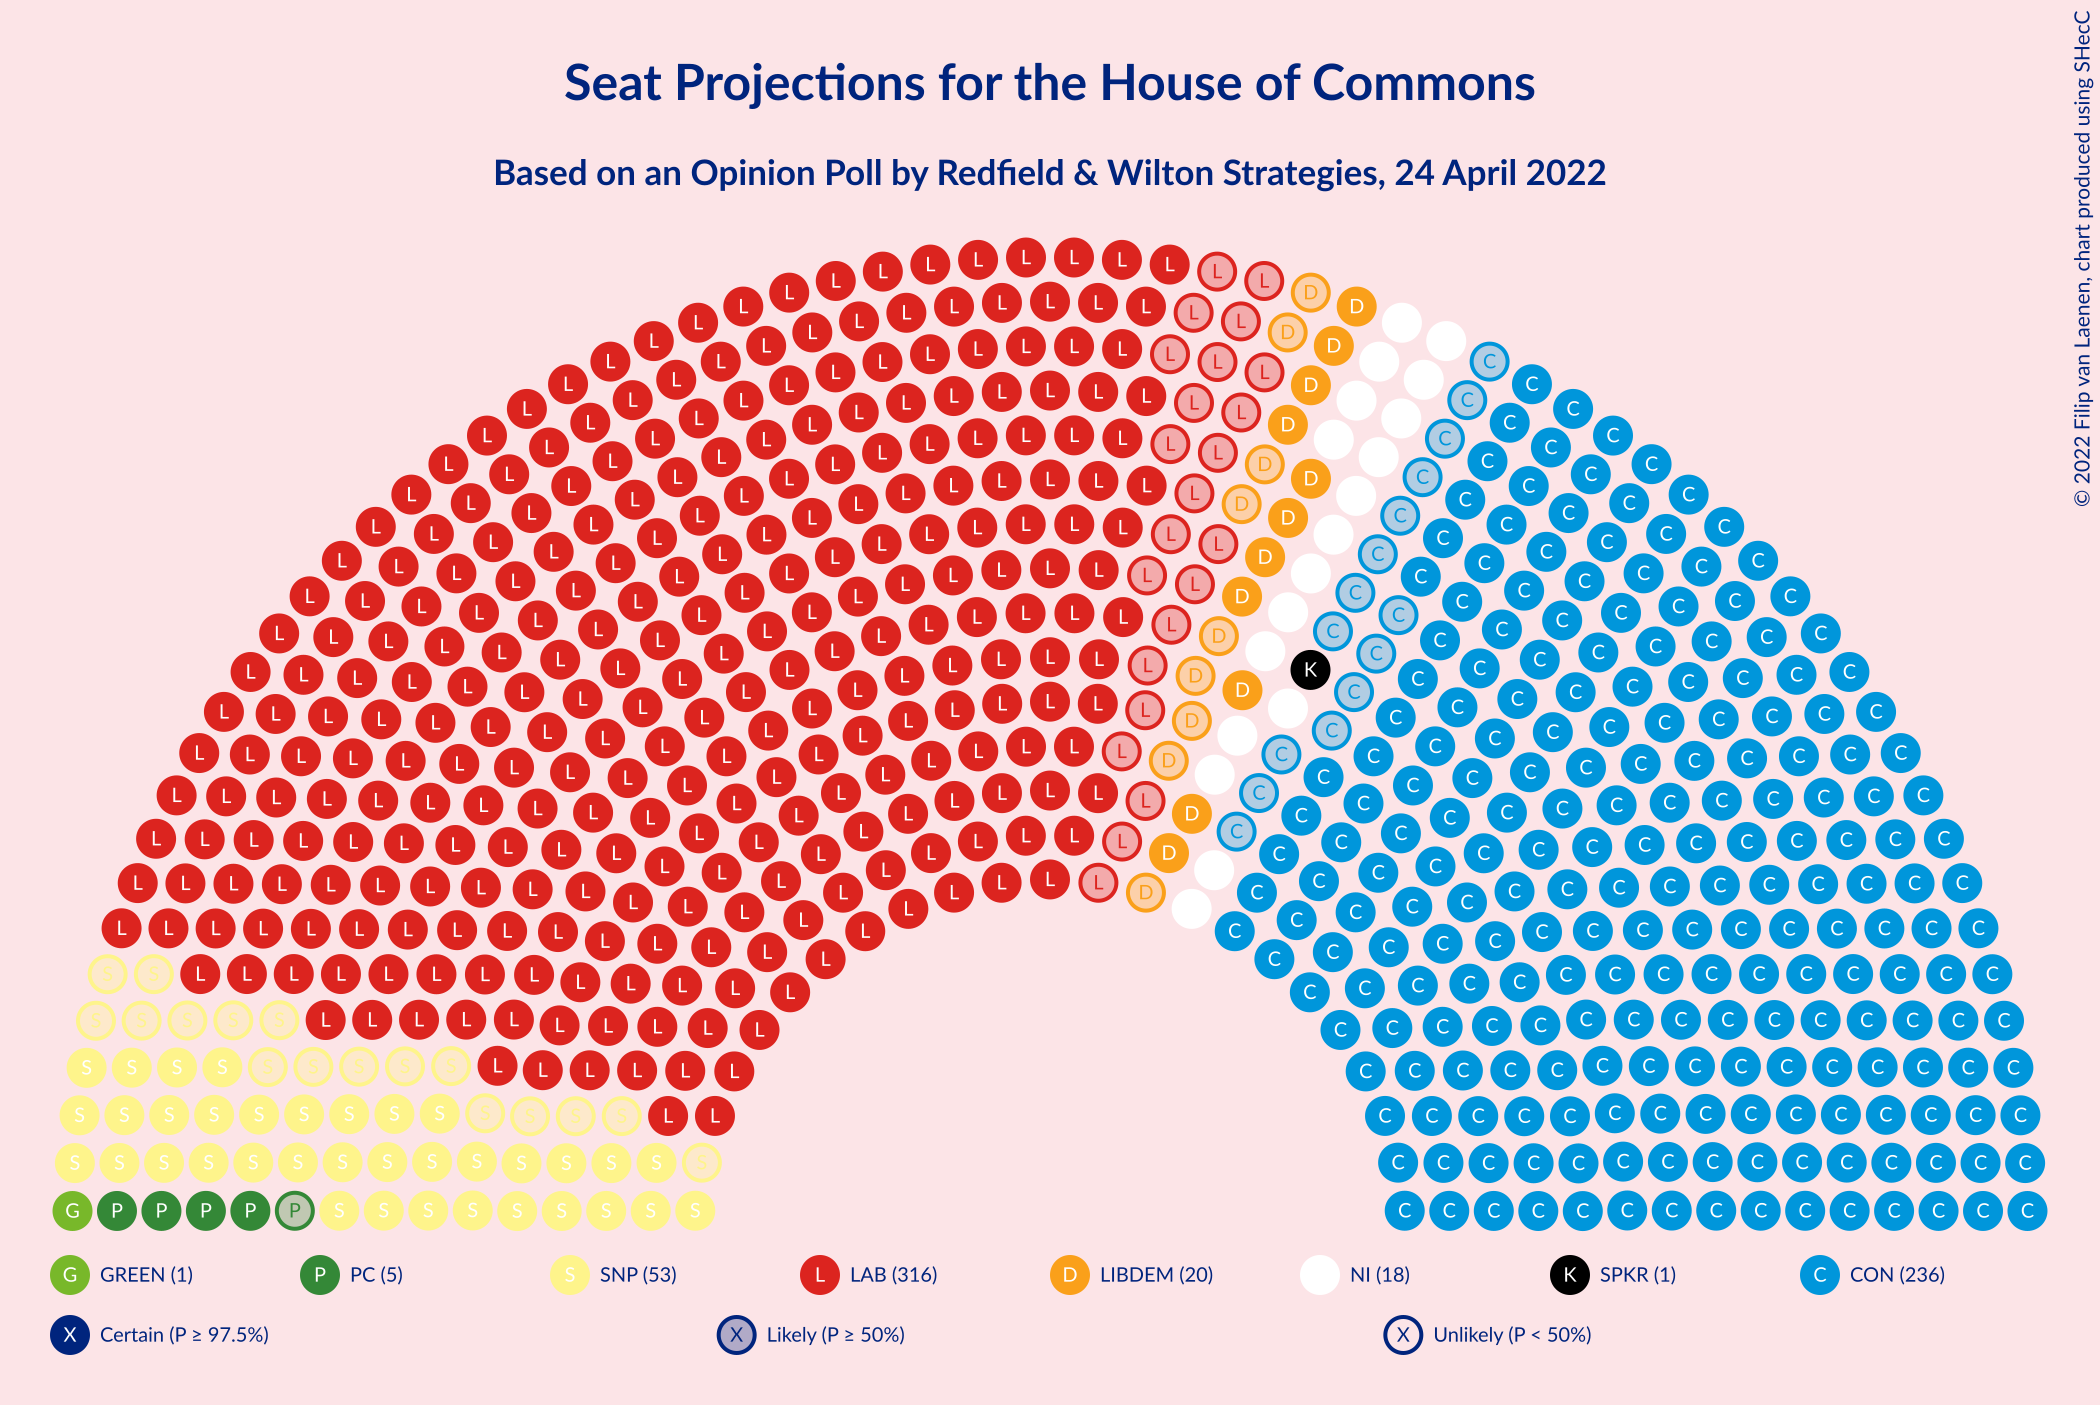 Seat Projections for the House of Commons
Based on an Opinion Poll by Redfield & Wilton Strategies, 24 April 2022
© 2022 Filip van Laenen, chart produced using SHecC
G GREEN (1) P PC (5) S SNP (53) L LAB (316) D LIBDEM (20) NI (18) K SPKR (1) C CON (236)
X Certain (P ≥ 97.5%) X Likely (P ≥ 50%) X Unlikely (P < 50%)